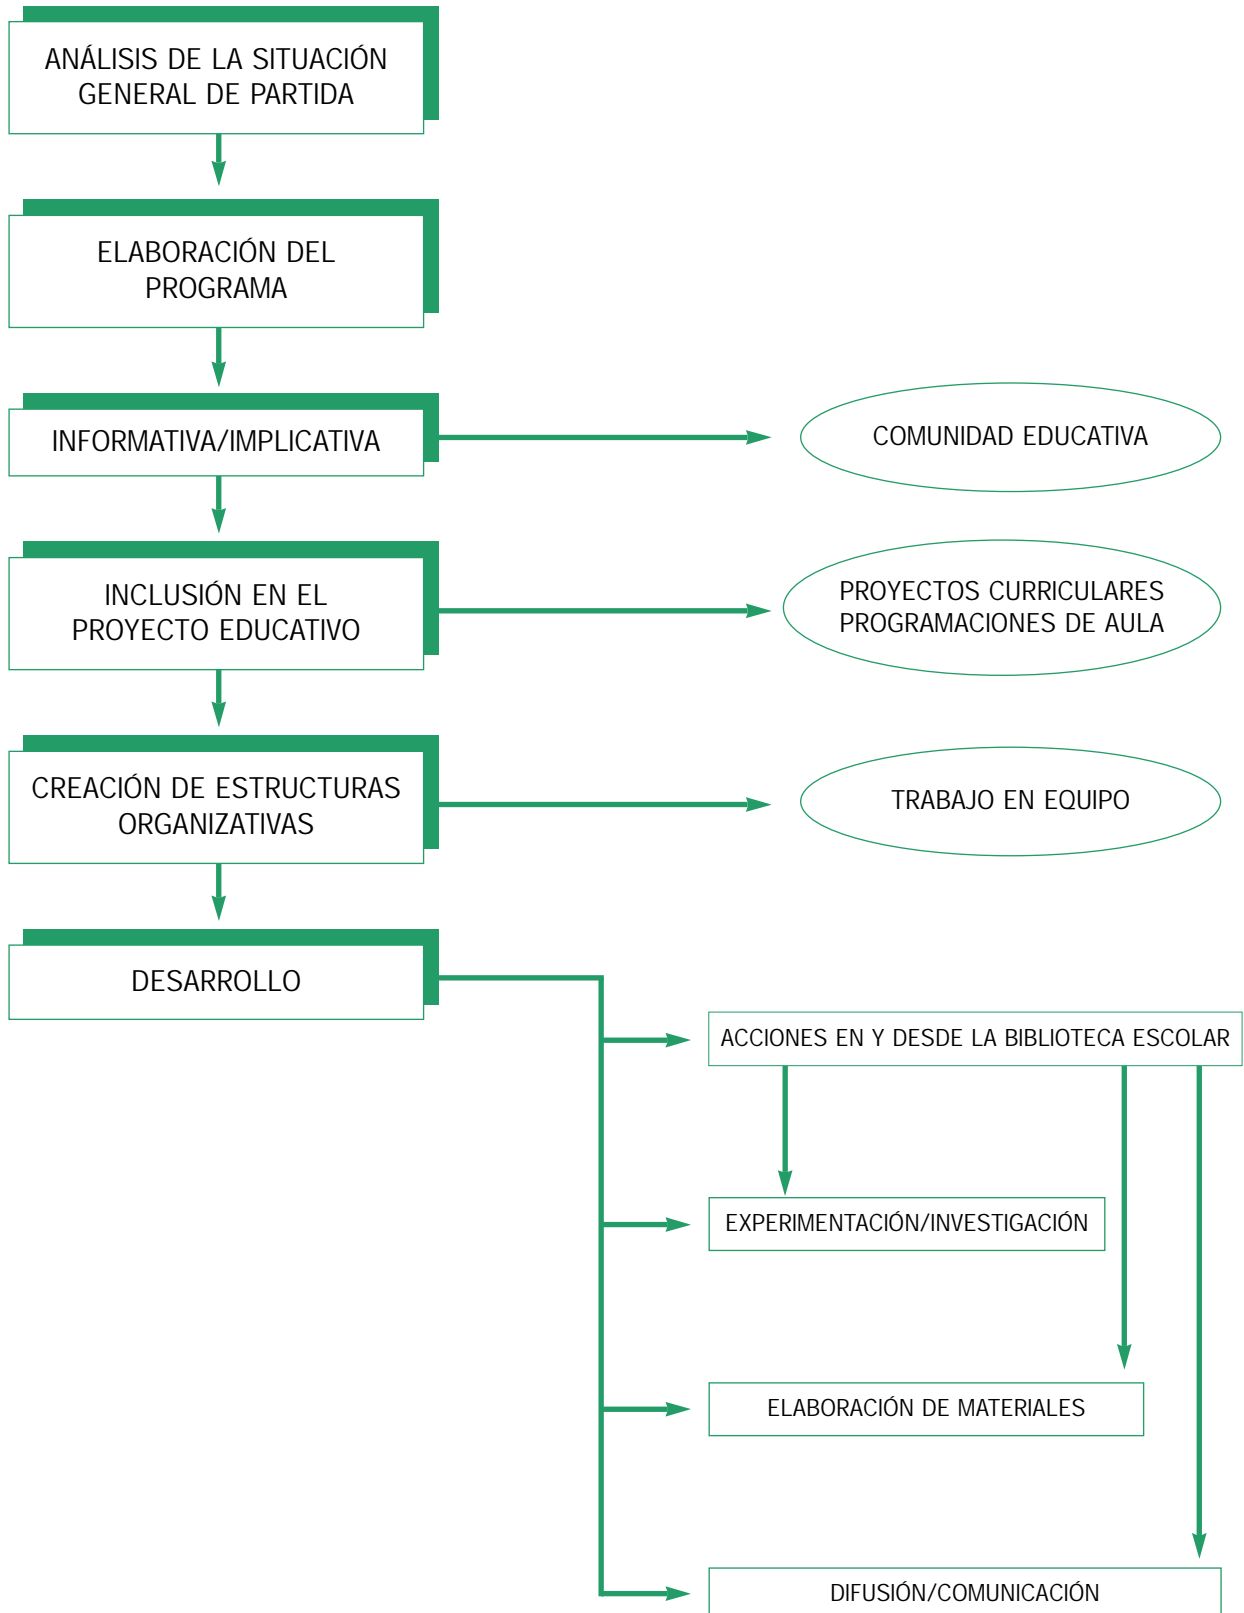 ANÁLISIS DE LA SITUACIÓN
GENERAL DE PARTIDA
ELABORACIÓN DEL
PROGRAMA
INFORMATIVA/IMPLICATIVA
COMUNIDAD EDUCATIVA
INCLUSIÓN EN EL
PROYECTO EDUCATIVO
PROYECTOS CURRICULARES
PROGRAMACIONES DE AULA
CREACIÓN DE ESTRUCTURAS
ORGANIZATIVAS
TRABAJO EN EQUIPO
DESARROLLO
ACCIONES EN Y DESDE LA BIBLIOTECA ESCOLAR
EXPERIMENTACIÓN/INVESTIGACIÓN
ELABORACIÓN DE MATERIALES
DIFUSIÓN/COMUNICACIÓN